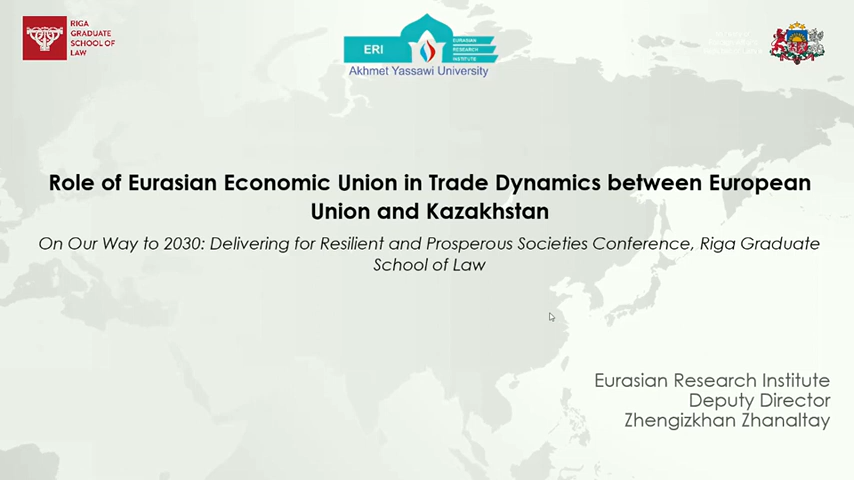 RIGA
GRADUATE
SCHOOL OF
LAW
ERI
EURASIAN
RESEARCH
INSTITUTE
Akhmet Yassawi University
Role of Eurasian Economic Union in Trade Dynamics between European
Union and Kazakhstan
On Our Way to 2030: Delivering for Resilient and Prosperous Societies Conference, Riga Graduate
School of Law
Eurasian Research Institute
Deputy Director
Zhengizkhan Zhanaltay